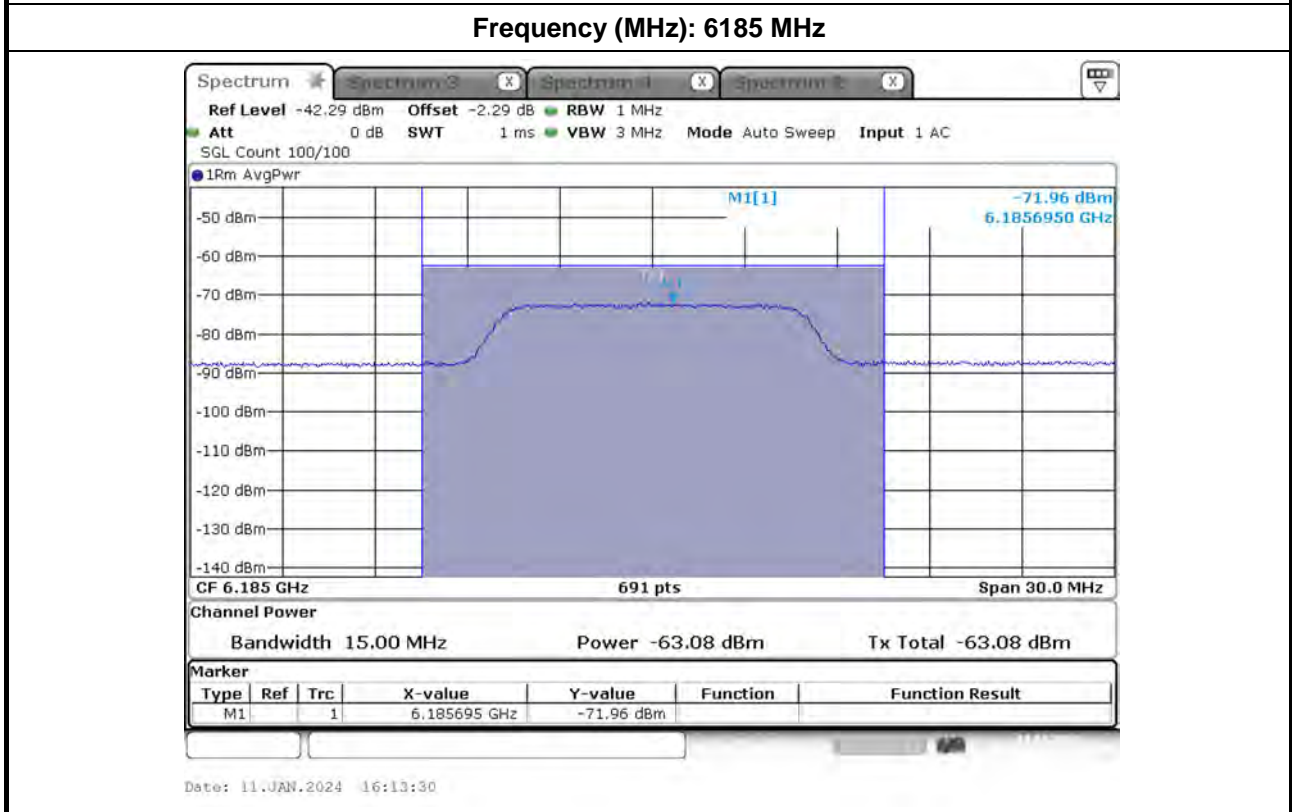 Frequency (MHz): 6185 MHz
Spectrum Spectrum 3 X Spectrum 4 X Spectrum 2 X
Ref Level -42.29 dBm Offset -2.29 dB RBW 1 MHz
Att 0 dB SWT 1 ms VBW 3 MHz Mode Auto Sweep Input 1 AC
SGL Count 100/100
1Rm AvgPwr
M1[1] -71.96 dBm
6.1856950 GHz
-50 dBm
-60 dBm
-70 dBm
-80 dBm
-90 dBm
-100 dBm
-110 dBm
-120 dBm
-130 dBm
-140 dBm
CF 6.185 GHz 691 pts Span 30.0 MHz
Channel Power
Bandwidth 15.00 MHz Power -63.08 dBm Tx Total -63.08 dBm
Marker
Type Ref Trc X-value Y-value Function Function Result
M1 1 6.185695 GHz -71.96 dBm
Date: 11.JAN.2024 16:13:30